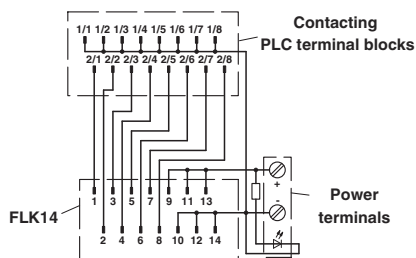 Contacting
PLC terminal blocks
1/1 1/2 1/3 1/4 1/5 1/6 1/7 1/8
2/1 2/2 2/3 2/4 2/5 2/6 2/7 2/8
1 3 5 7 9 11 13
2 4 6 8 10 12 14
FLK14
+
-
Power
terminals